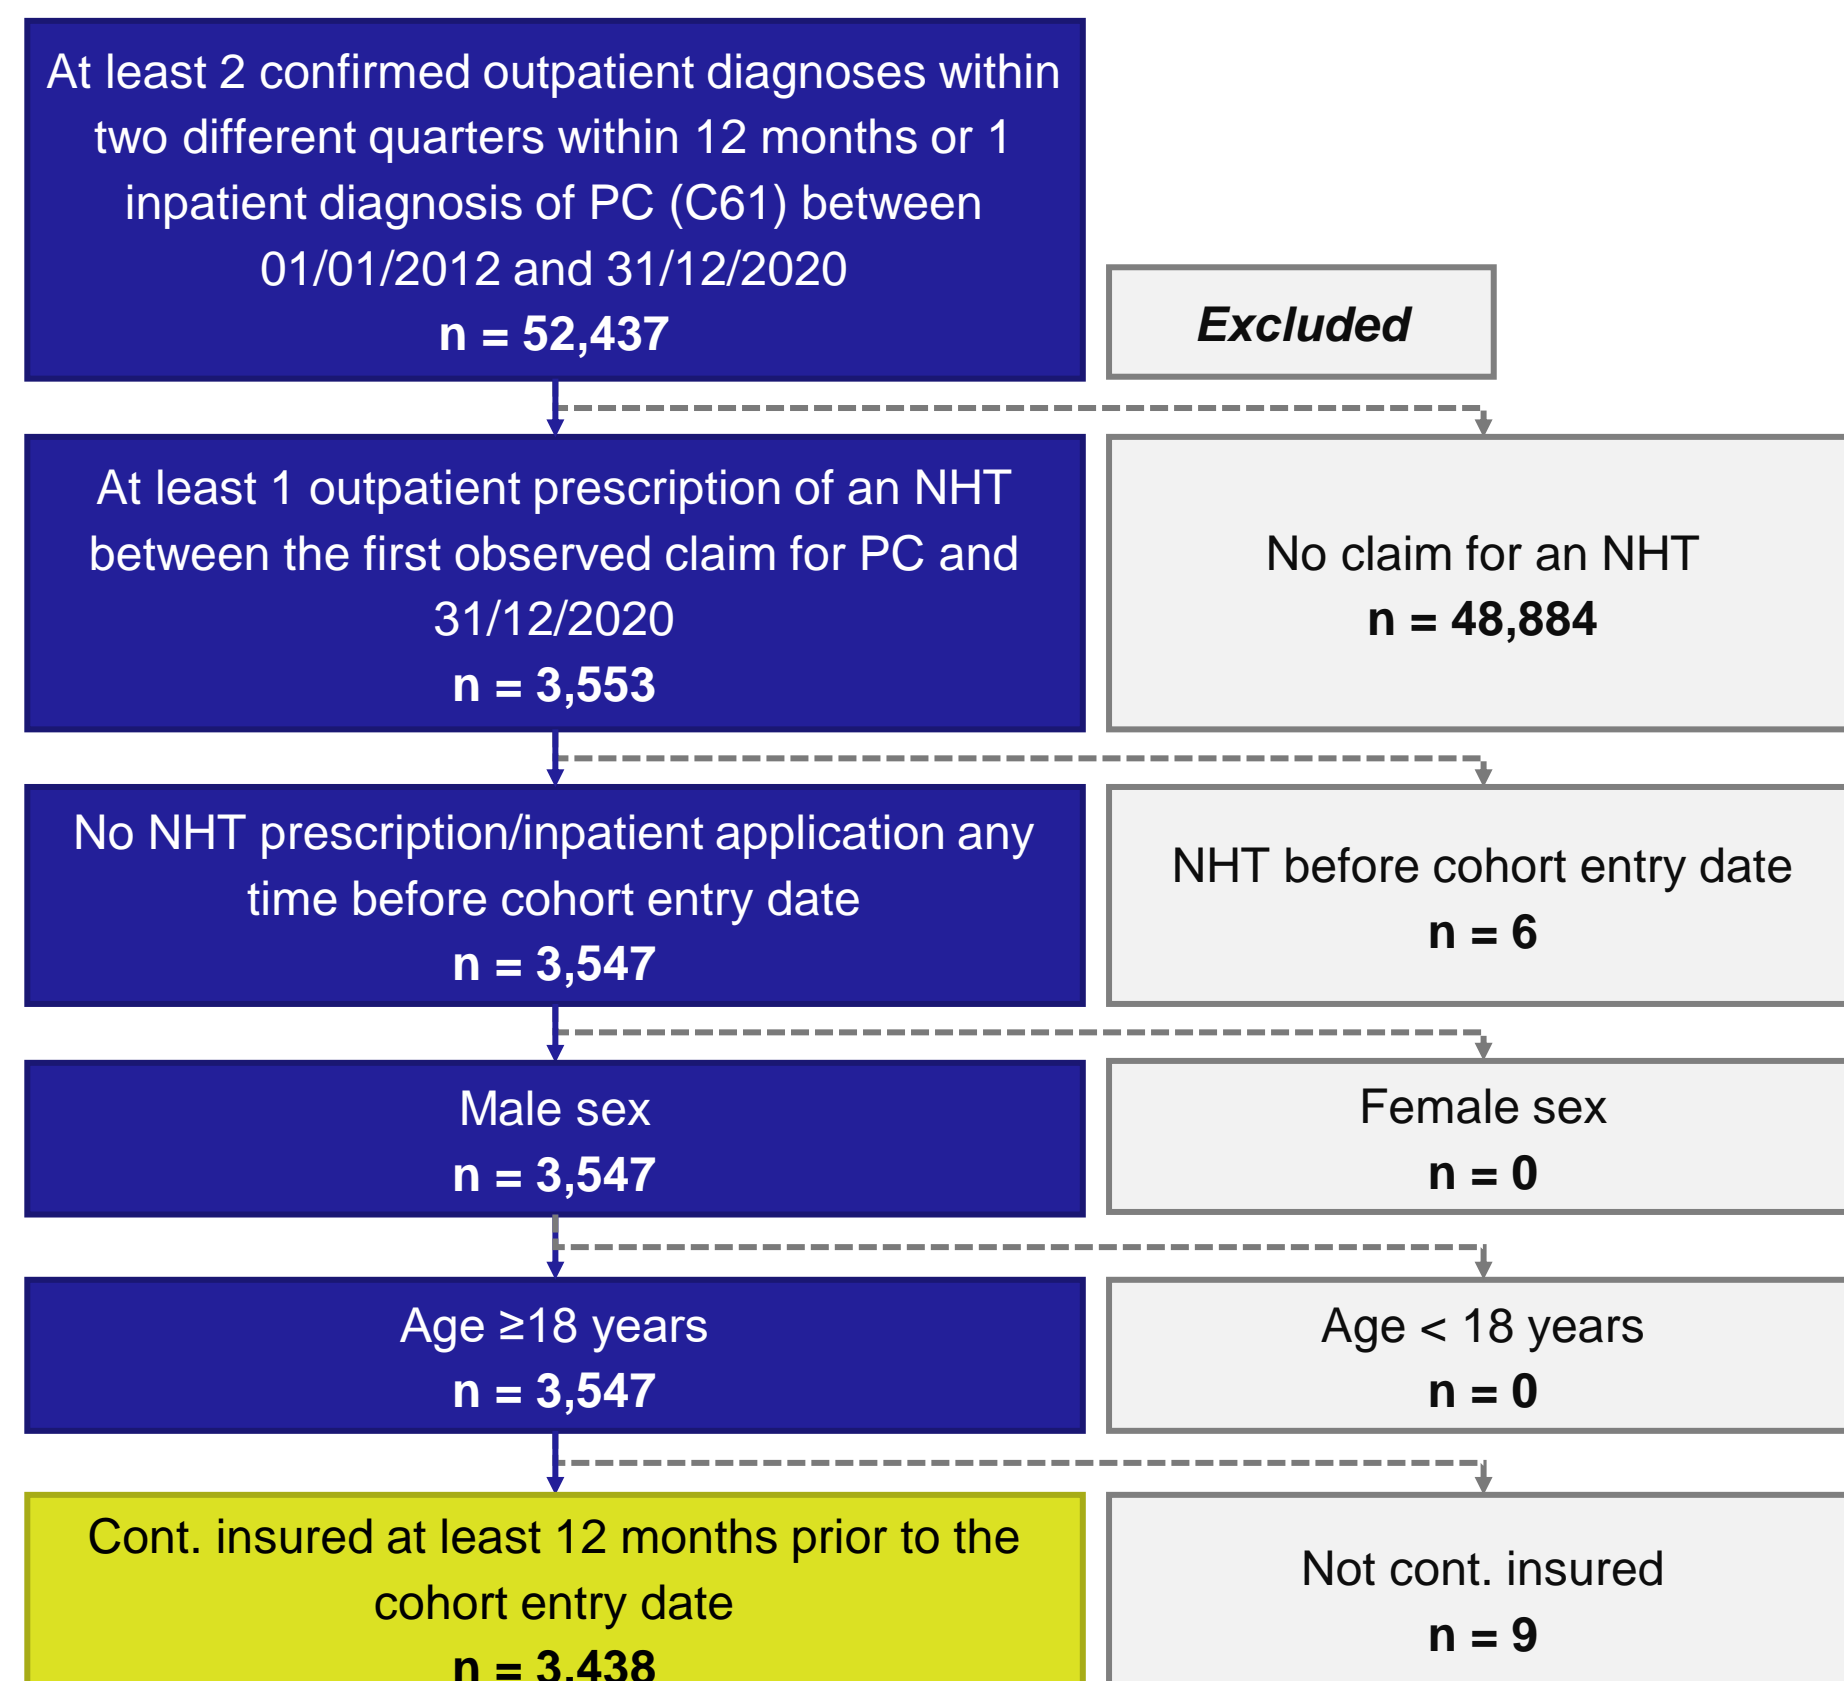 At least 2 confirmed outpatient diagnoses within
two different quarters within 12 months or 1
inpatient diagnosis of PC (C61) between
01/01/2012 and 31/12/2020
n = 52,437
Excluded
At least 1 outpatient prescription of an NHT
between the first observed claim for PC and
31/12/2020
n = 3,553
No claim for an NHT
n = 48,884
No NHT prescription/inpatient application any
time before cohort entry date
n = 3,547
NHT before cohort entry date
n = 6
Male sex
n = 3,547
Female sex
n = 0
Age ≥18 years
n = 3,547
Age < 18 years
n = 0
Cont. insured at least 12 months prior to the
cohort entry date
n = 3,438
Not cont. insured
n = 9